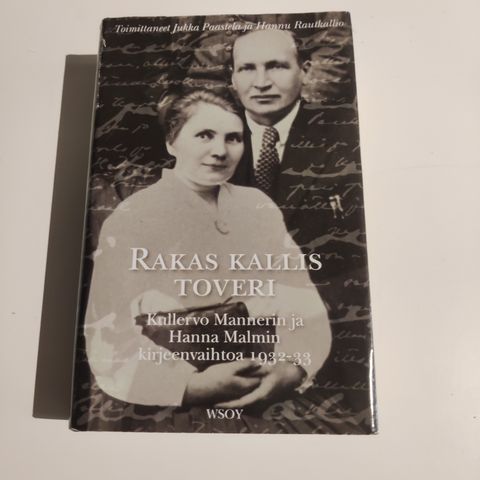 Toimittaneet Jukka Paastela ja Hannu Rautkallio
RAKAS KALLIS
TOVERI
Kullervo Mannerin ja
Hanna Malmin
kirjeenvaihtoa 1932-33
WSOY